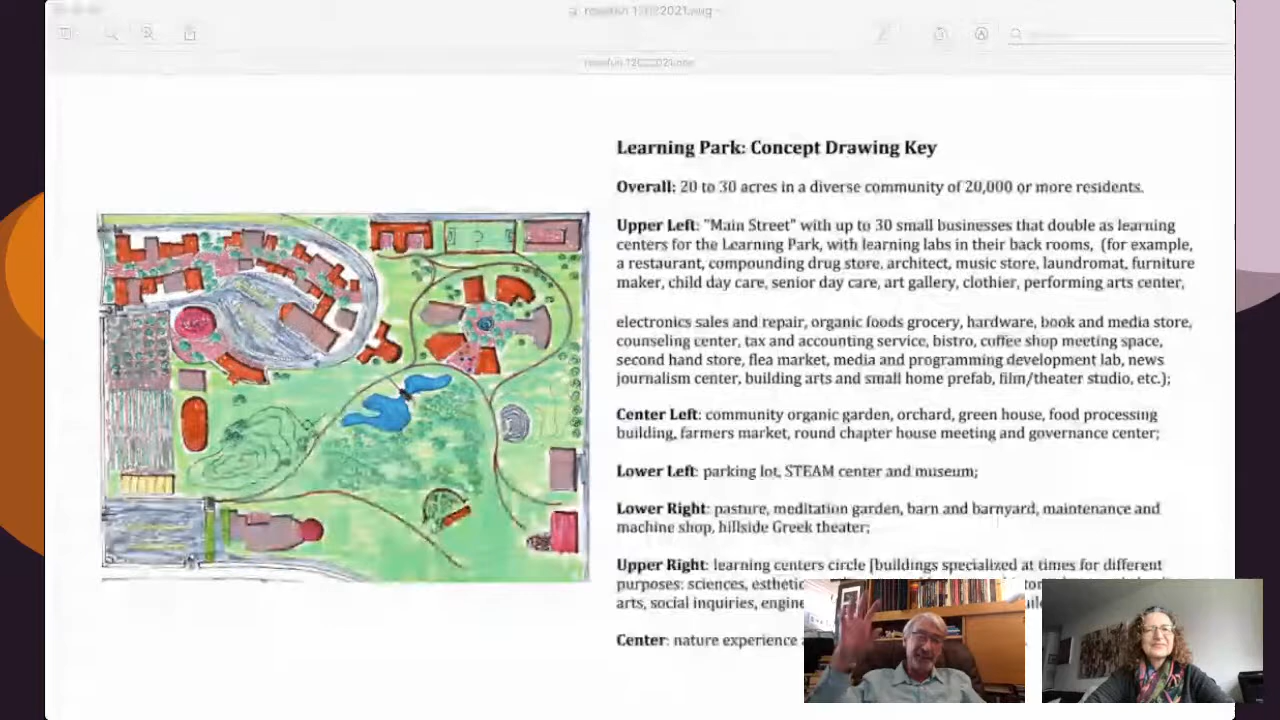 Learning Park: Concept Drawing Key
Overall: 20 to 30 acres in a diverse community of 20,000 or more residents.
Upper Left: "Main Street" with up to 30 small businesses that double as learning
centers for the Learning Park, with learning labs in their back rooms, (for example,
a restaurant, compounding drug store, architect, music store, laundromat, furniture
maker, child day care, senior day care, art gallery, clothier, performing arts center,
electronics sales and repair, organic foods grocery, hardware, book and media store,
counseling center, tax and accounting service, bistro, coffee shop meeting space,
second hand store, flea market, media and programming development lab, news
journalism center, building arts and small home prefab, film/theater studio, etc.);
Center Left: community organic garden, orchard, green house, food processing
building, farmers market, round chapter house meeting and governance center;
Lower Left: parking lot, STEAM center and museum;
Lower Right: pasture, meditation garden, barn and barnyard, maintenance and
machine shop, hillside Greek theater;
Upper Right: learning centers circle [buildings specialized at times for different
purposes: sciences,
arts, social inquiries,
Center: nature experience